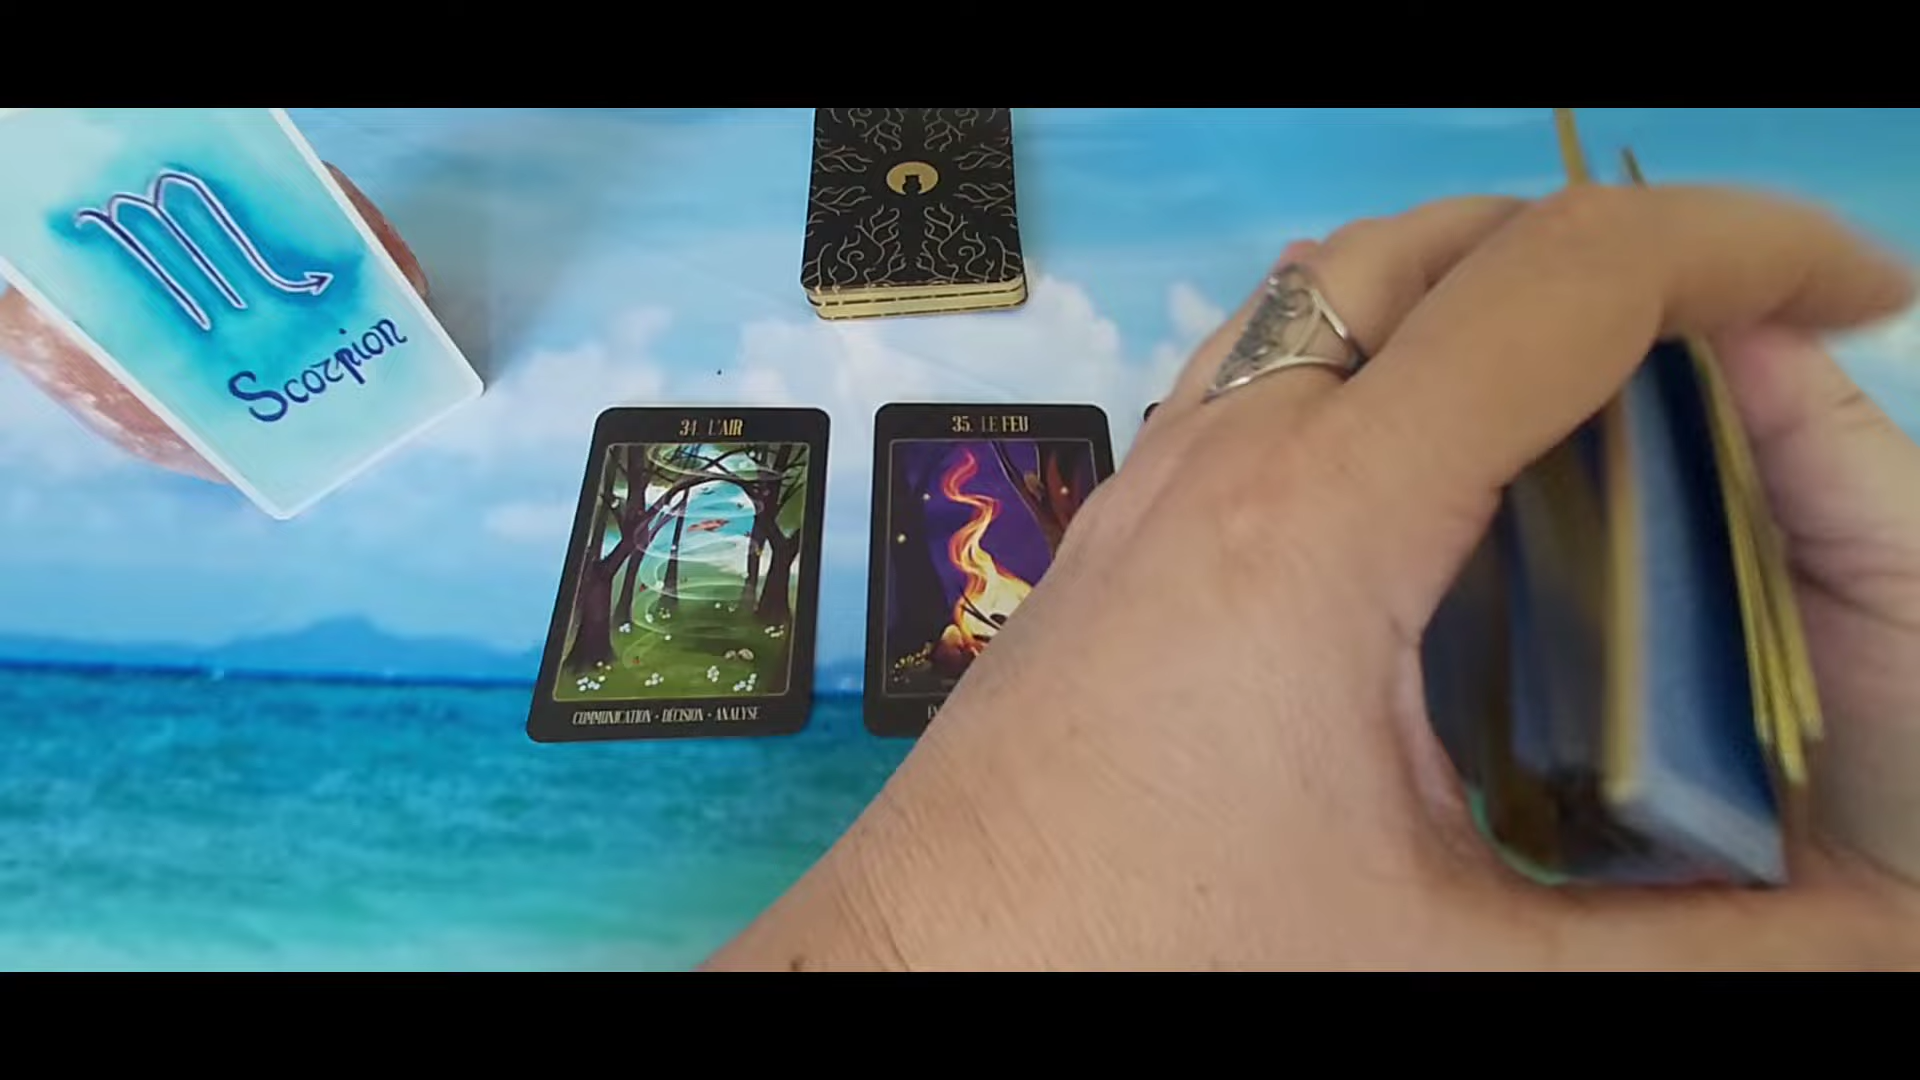 Scorpion
34. L'AIR
COMMUNICATION • DÉCISION • ANALYSE
35. LE FEU